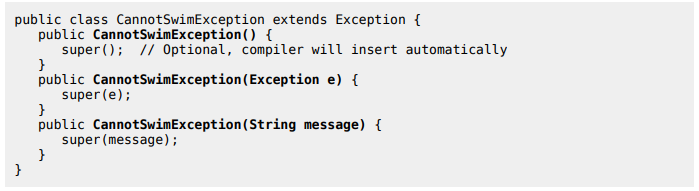 public class CannotSwimException extends Exception {
   public CannotSwimException() {
      super();  // Optional, compiler will insert automatically
   }
   public CannotSwimException(Exception e) {
      super(e);
   }
   public CannotSwimException(String message) {
      super(message);
   }
}